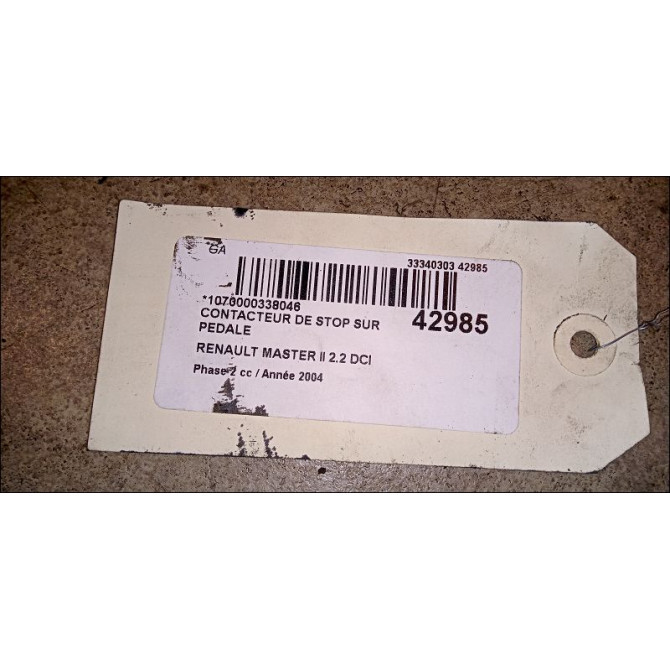 GA
33340303 42985
*1070000338046
42985
CONTACTEUR DE STOP SUR
PEDALE
RENAULT MASTER II 2.2 DCI
Phase 2 cc / Année 2004